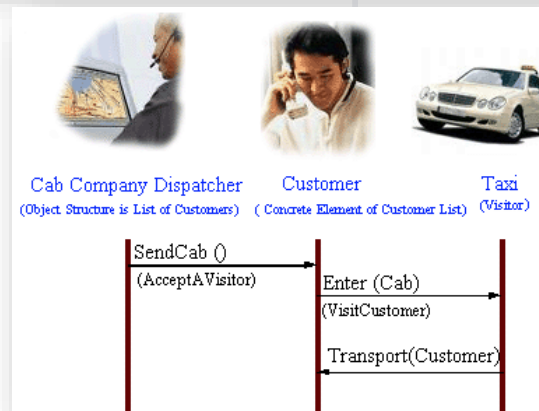 Cab Company Dispatcher
Customer
Taxi
(Object Structure is List of Customers)
( Concrete Element of Customer List)
(Visitor)
SendCab ()
(AcceptAVisitor)
Enter (Cab)
(VisitCustomer)
Transport(Customer)